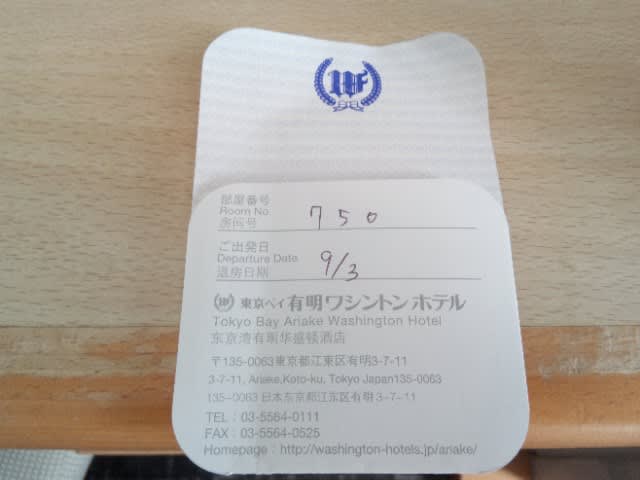 WF
部屋番号
Room No.
房间号
750
ご出発日
Departure Date
退房日期
9/3
東京ベイ 有明ワシントンホテル
Tokyo Bay Ariake Washington Hotel
东京湾有明华盛顿酒店
〒135-0063東京都江東区有明3-7-11
3-7-11, Ariake,Koto-ku, Tokyo Japan135-0063
135-0063 日本东京都江东区有明 3-7-11
TEL : 03-5564-0111
FAX : 03-5564-0525
Homepage : http://washington-hotels.jp/ariake/